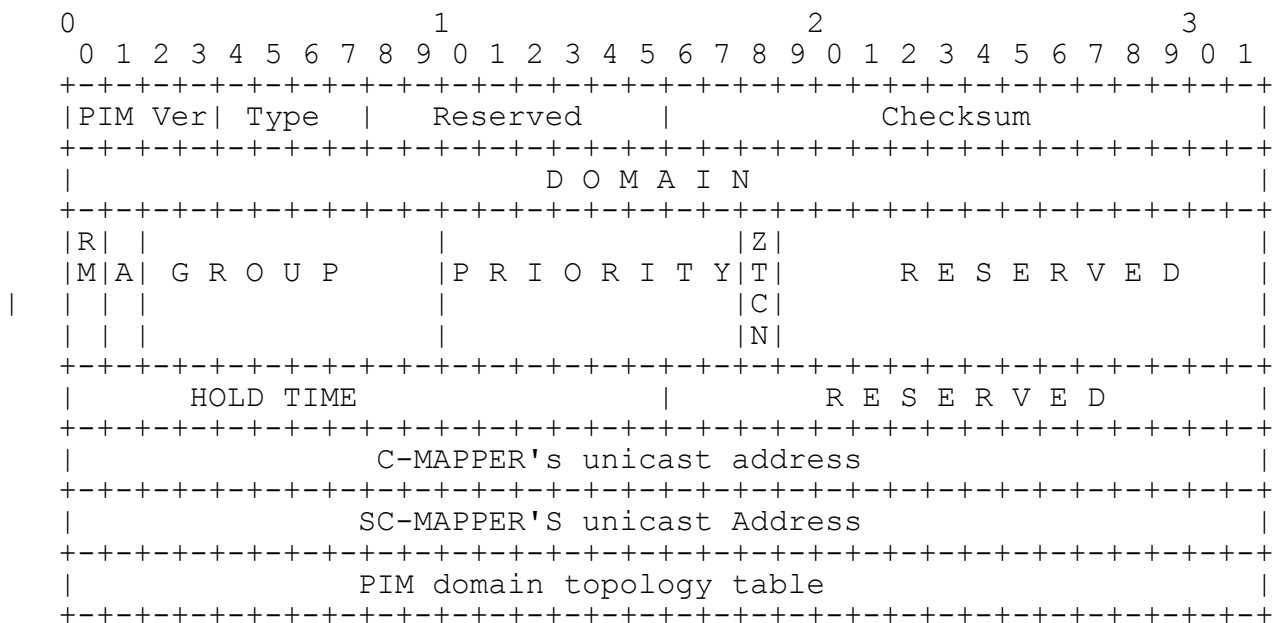 0                   1                   2                   3
 0 1 2 3 4 5 6 7 8 9 0 1 2 3 4 5 6 7 8 9 0 1 2 3 4 5 6 7 8 9 0 1
+-+-+-+-+-+-+-+-+-+-+-+-+-+-+-+-+-+-+-+-+-+-+-+-+-+-+-+-+-+-+-+-+
|PIM Ver| Type  |   Reserved    |           Checksum            |
+-+-+-+-+-+-+-+-+-+-+-+-+-+-+-+-+-+-+-+-+-+-+-+-+-+-+-+-+-+-+-+-+
|                         D O M A I N                           |
+-+-+-+-+-+-+-+-+-+-+-+-+-+-+-+-+-+-+-+-+-+-+-+-+-+-+-+-+-+-+-+-+
|R| |               |               |Z|                         |
|M|A| G R O U P     |P R I O R I T Y|T|      R E S E R V E D    |
| | | |               |               |C|                         |
| | |               |               |N|                         |
+-+-+-+-+-+-+-+-+-+-+-+-+-+-+-+-+-+-+-+-+-+-+-+-+-+-+-+-+-+-+-+-+
|      HOLD TIME                |        R E S E R V E D        |
+-+-+-+-+-+-+-+-+-+-+-+-+-+-+-+-+-+-+-+-+-+-+-+-+-+-+-+-+-+-+-+-+
|                C-MAPPER's unicast address                     |
+-+-+-+-+-+-+-+-+-+-+-+-+-+-+-+-+-+-+-+-+-+-+-+-+-+-+-+-+-+-+-+-+
|               SC-MAPPER'S unicast Address                     |
+-+-+-+-+-+-+-+-+-+-+-+-+-+-+-+-+-+-+-+-+-+-+-+-+-+-+-+-+-+-+-+-+
|               PIM domain topology table                       |
+-+-+-+-+-+-+-+-+-+-+-+-+-+-+-+-+-+-+-+-+-+-+-+-+-+-+-+-+-+-+-+-+